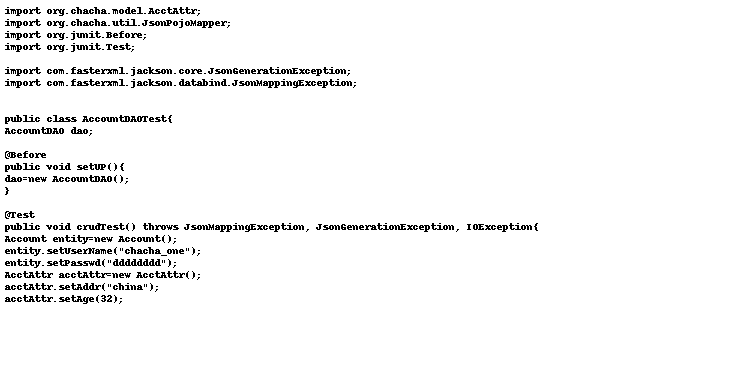 import org.chacha.model.AcctAttr;
import org.chacha.util.JsonPojoMapper;
import org.junit.Before;
import org.junit.Test;
import com.fasterxml.jackson.core.JsonGenerationException;
import com.fasterxml.jackson.databind.JsonMappingException;
public class AccountDAOTest{
AccountDAO dao;
@Before
public void setUP(){
dao=new AccountDAO();
}
@Test
public void crudTest() throws JsonMappingException, JsonGenerationException, IOException{
Account entity=new Account();
entity.setUserName("chacha_one");
entity.setPasswd("dddddddd");
AcctAttr acctAttr=new AcctAttr();
acctAttr.setAddr("china");
acctAttr.setAge(32);